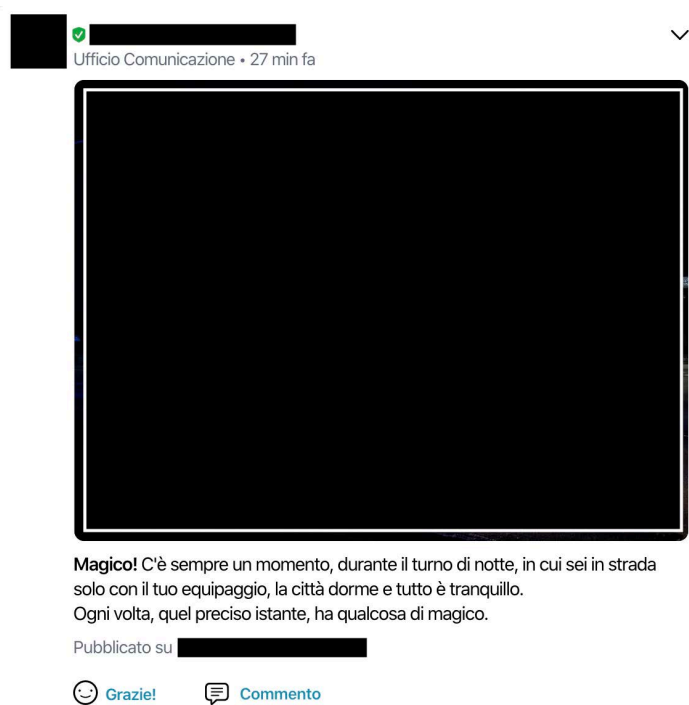 Ufficio Comunicazione • 27 min fa
Magico! C'è sempre un momento, durante il turno di notte, in cui sei in strada
solo con il tuo equipaggio, la città dorme e tutto è tranquillo.
Ogni volta, quel preciso istante, ha qualcosa di magico.
Pubblicato su
Grazie!
Commento